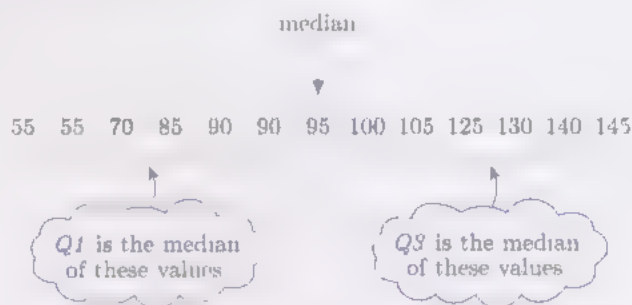 median
55 55 70 85 90 90 95 100 105 125 130 140 145
Q1 is the median
of these values
Q3 is the median
of these values